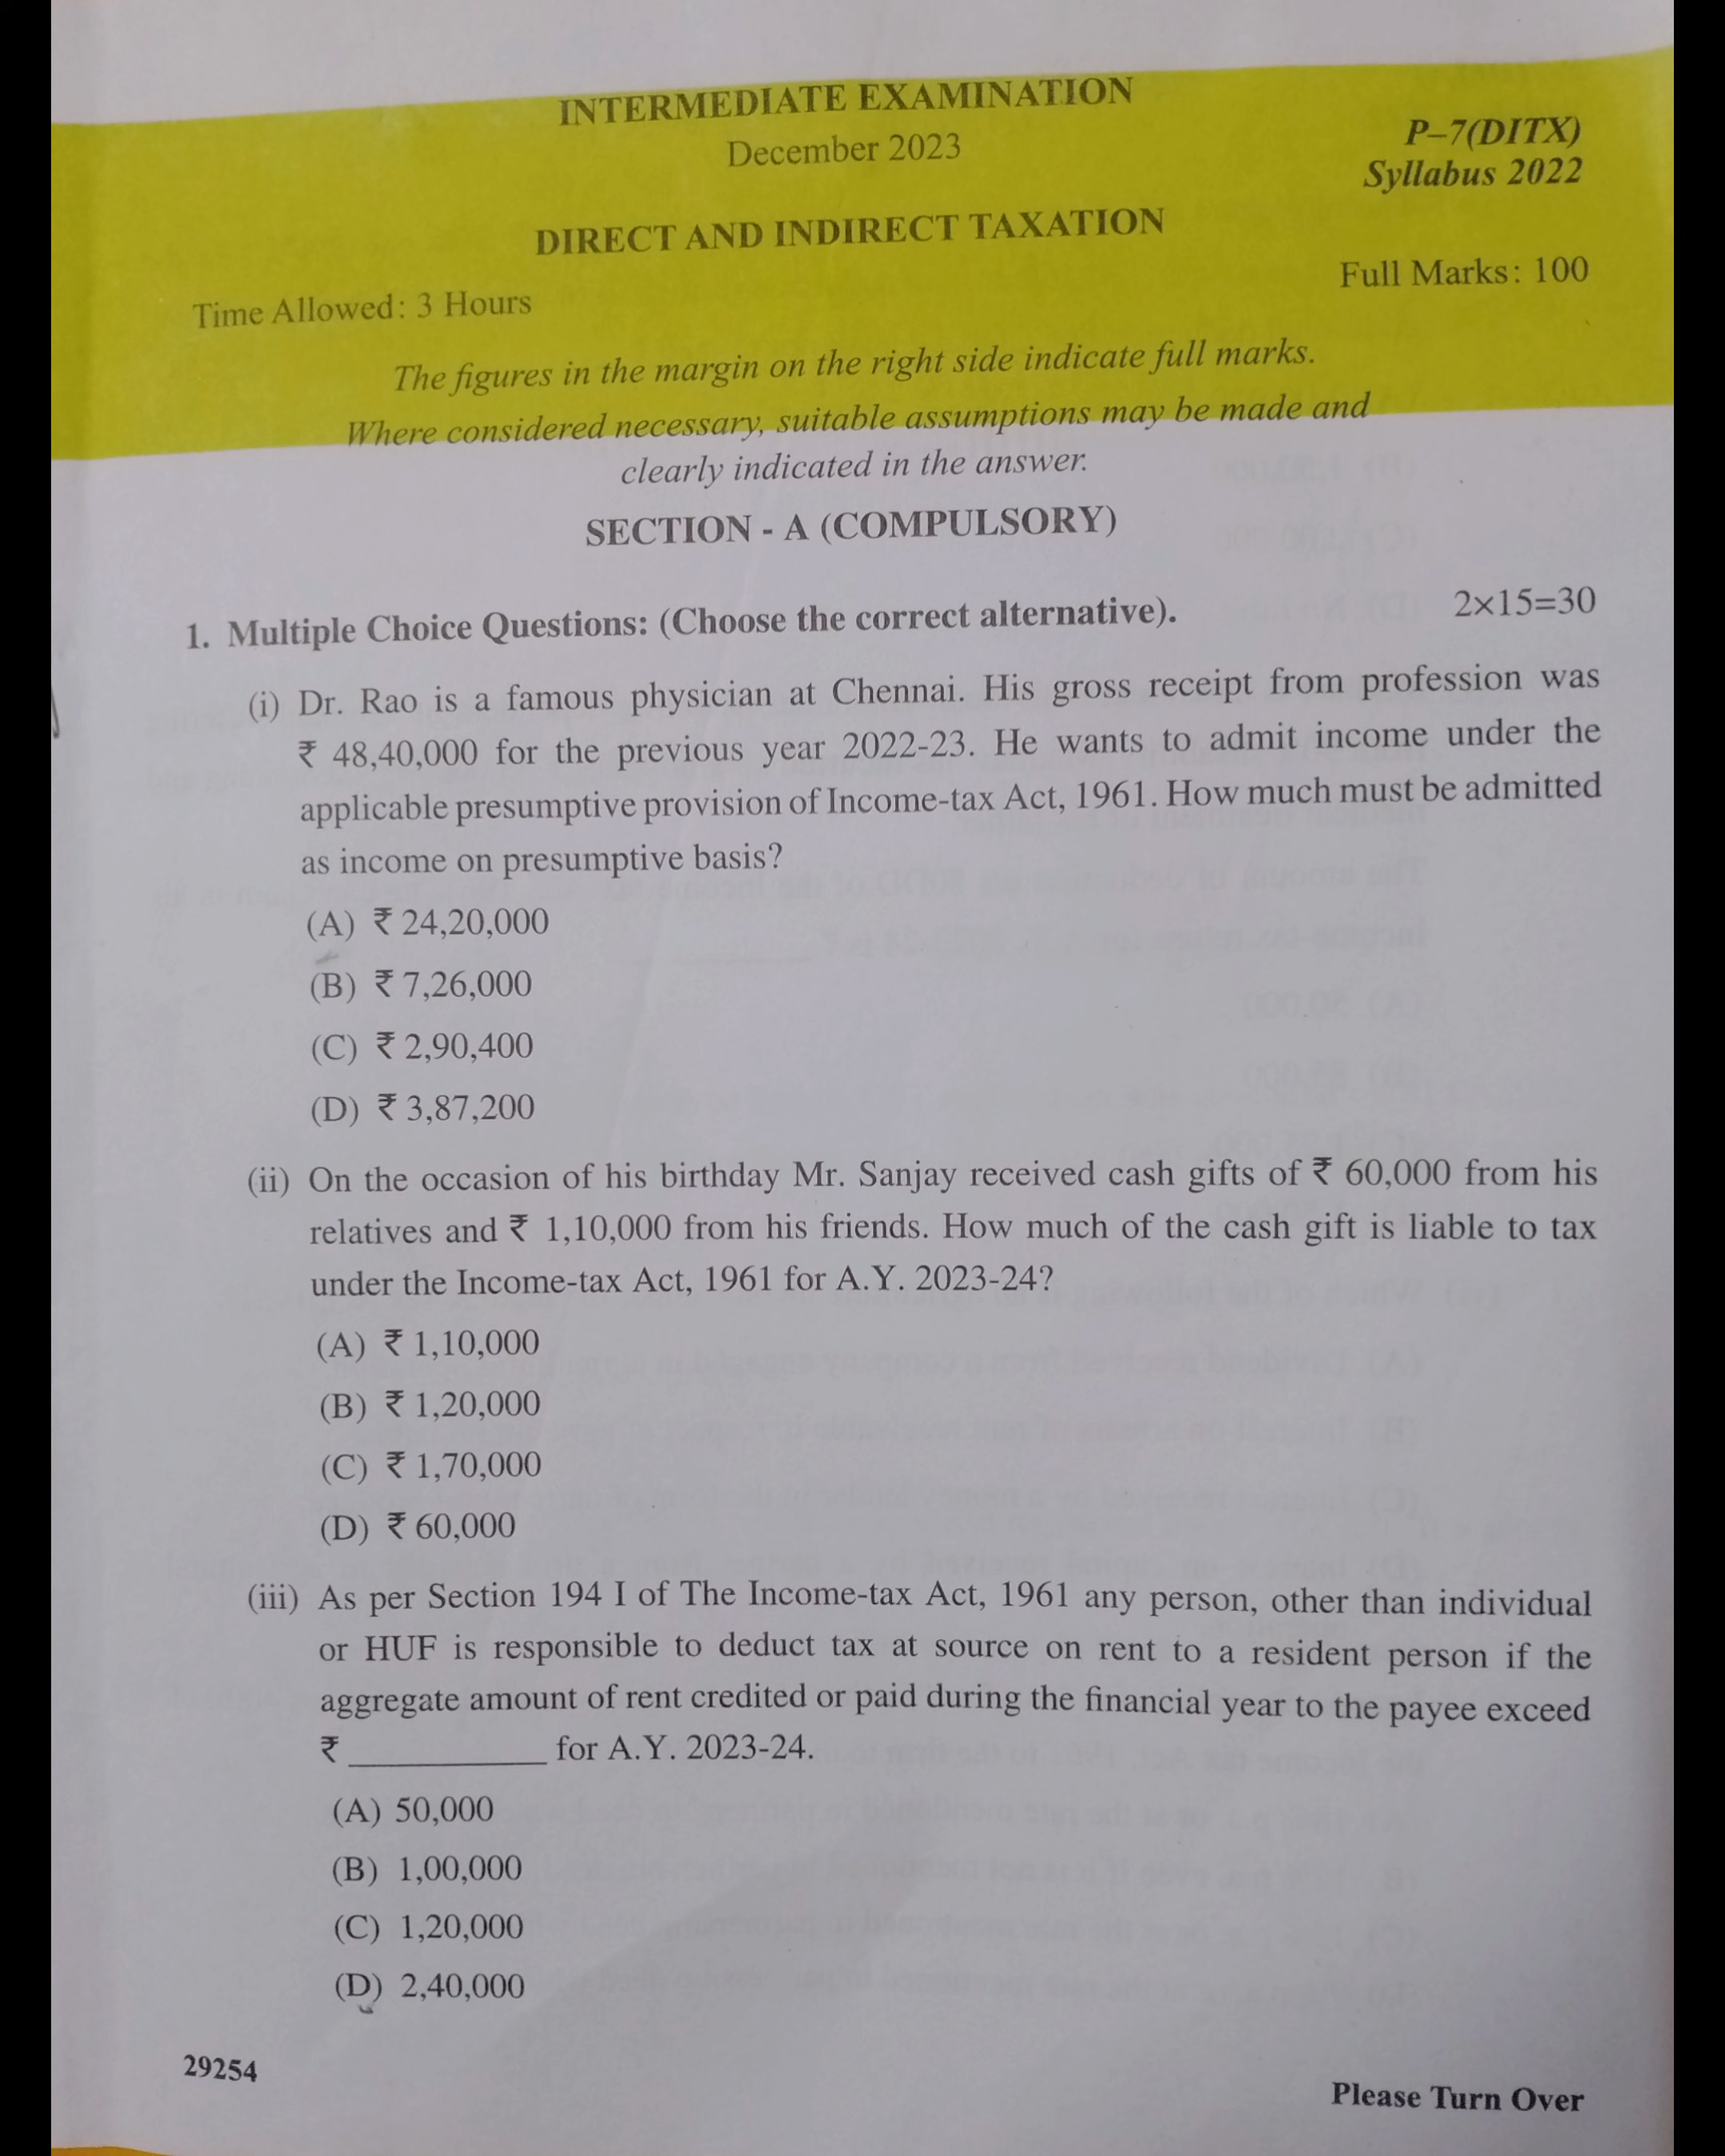 INTERMEDIATE EXAMINATION
December 2023
P–7(DITX)
Syllabus 2022
DIRECT AND INDIRECT TAXATION
Time Allowed: 3 Hours
Full Marks: 100
The figures in the margin on the right side indicate full marks.
Where considered necessary, suitable assumptions may be made and
clearly indicated in the answer.
SECTION - A (COMPULSORY)
1. Multiple Choice Questions: (Choose the correct alternative). 2×15=30
(i) Dr. Rao is a famous physician at Chennai. His gross receipt from profession was
₹ 48,40,000 for the previous year 2022-23. He wants to admit income under the
applicable presumptive provision of Income-tax Act, 1961. How much must be admitted
as income on presumptive basis?
(A) ₹ 24,20,000
(B) ₹ 7,26,000
(C) ₹ 2,90,400
(D) ₹ 3,87,200
(ii) On the occasion of his birthday Mr. Sanjay received cash gifts of ₹ 60,000 from his
relatives and ₹ 1,10,000 from his friends. How much of the cash gift is liable to tax
under the Income-tax Act, 1961 for A.Y. 2023-24?
(A) ₹ 1,10,000
(B) ₹ 1,20,000
(C) ₹ 1,70,000
(D) ₹ 60,000
(iii) As per Section 194 I of The Income-tax Act, 1961 any person, other than individual
or HUF is responsible to deduct tax at source on rent to a resident person if the
aggregate amount of rent credited or paid during the financial year to the payee exceed
₹ ____________ for A.Y. 2023-24.
(A) 50,000
(B) 1,00,000
(C) 1,20,000
(D) 2,40,000
29254
Please Turn Over